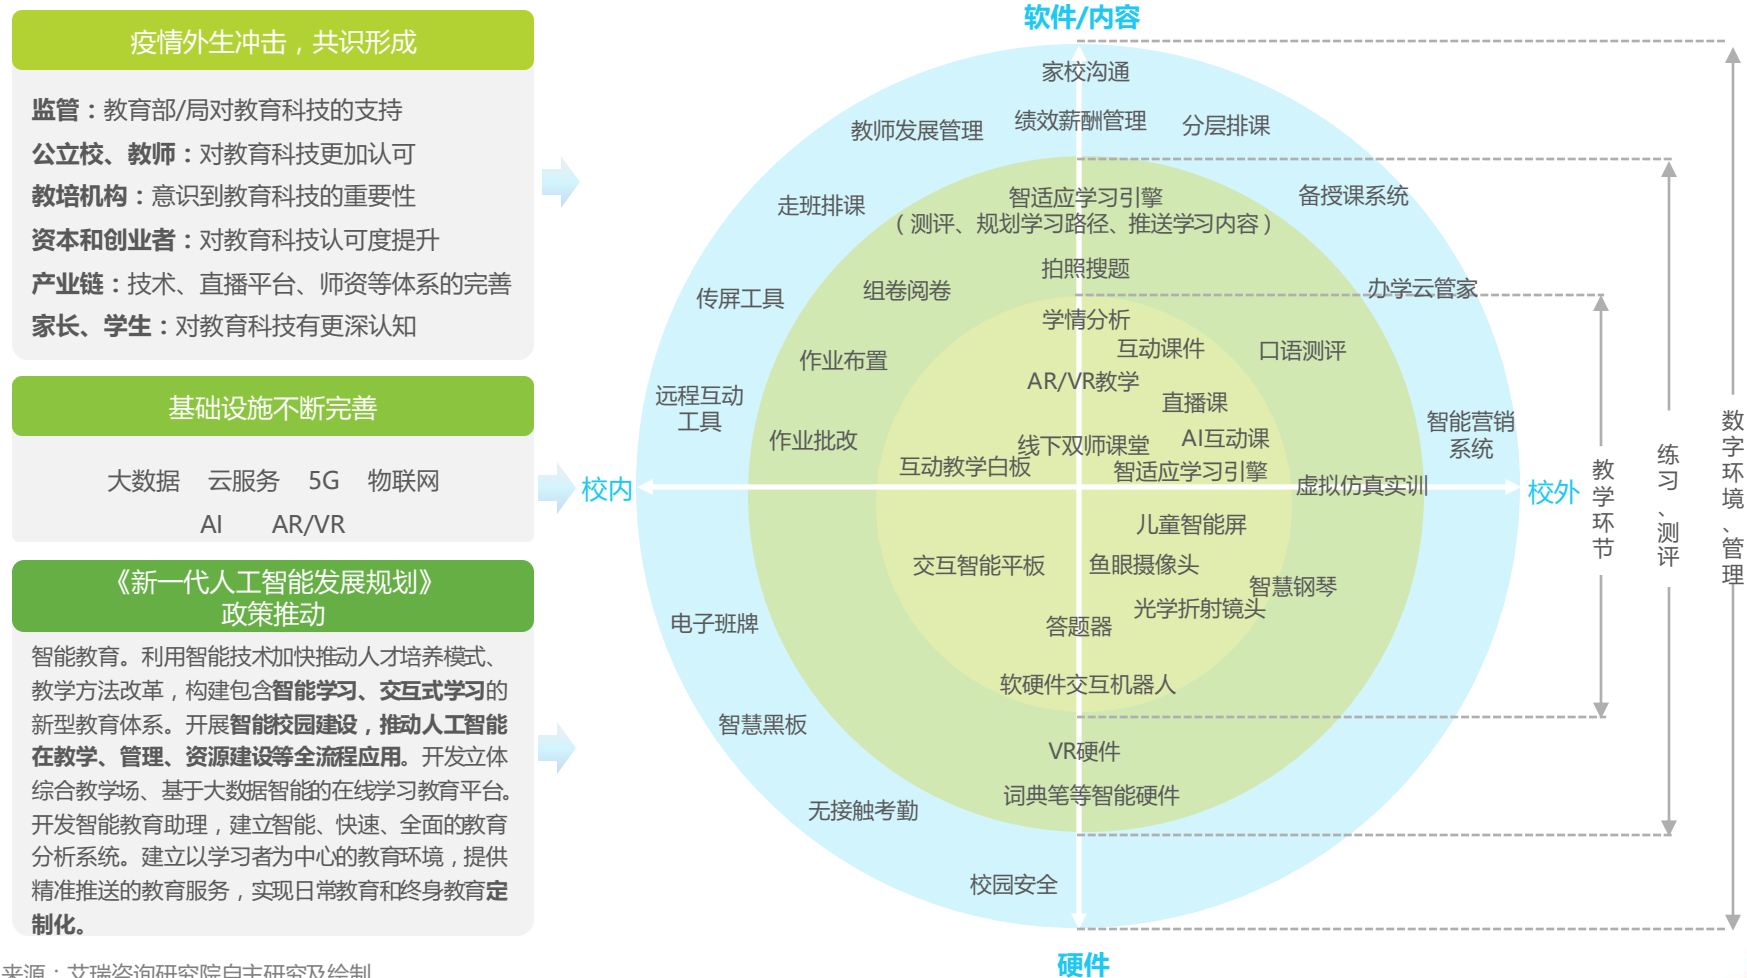 疫情外生冲击，共识形成
监管：教育部/局对教育科技的支持
公立校、教师：对教育科技更加认可
教培机构：意识到教育科技的重要性
资本和创业者：对教育科技认可度提升
产业链：技术、直播平台、师资等体系的完善
家长、学生：对教育科技有更深认知
基础设施不断完善
大数据 云服务 5G 物联网
AI AR/VR
《新一代人工智能发展规划》
政策推动
智能教育。利用智能技术加快推动人才培养模式、
教学方法改革，构建包含智能学习、交互式学习的
新型教育体系。开展智能校园建设，推动人工智能
在教学、管理、资源建设等全流程应用。开发立体
综合教学场、基于大数据智能的在线学习教育平台。
开发智能教育助理，建立智能、快速、全面的教育
分析系统。建立以学习者为中心的教育环境，提供
精准推送的教育服务，实现日常教育和终身教育定
制化。
软件/内容
家校沟通
教师发展管理
绩效薪酬管理
分层排课
走班排课
智适应学习引擎
（测评、规划学习路径、推送学习内容）
备授课系统
拍照搜题
组卷阅卷
传屏工具
办学云管家
学情分析
互动课件
口语测评
作业布置
AR/VR教学
远程互动
工具
直播课
智能营销
系统
作业批改
线下双师课堂
AI互动课
互动教学白板
智适应学习引擎
校内
虚拟仿真实训
校外
儿童智能屏
交互智能平板
鱼眼摄像头
智慧钢琴
光学折射镜头
电子班牌
答题器
软硬件交互机器人
智慧黑板
VR硬件
词典笔等智能硬件
无接触考勤
校园安全
硬件
教学环节
练习、测评
数字环境、管理
来源：艾瑞咨询研究院自主研究及绘制